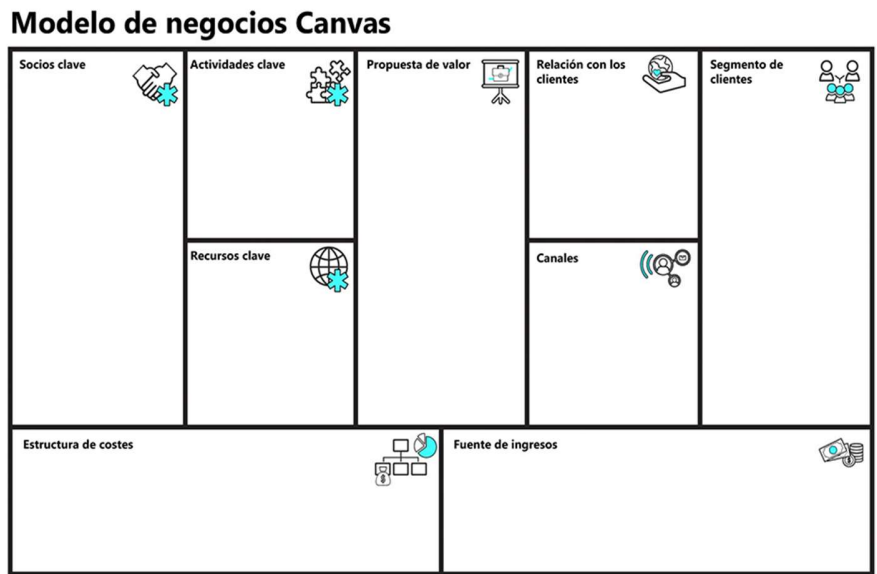 Modelo de negocios Canvas
Socios clave
Actividades clave
Propuesta de valor
Relación con los
clientes
Segmento de
clientes
Recursos clave
Canales
Estructura de costes
$
Fuente de ingresos
$